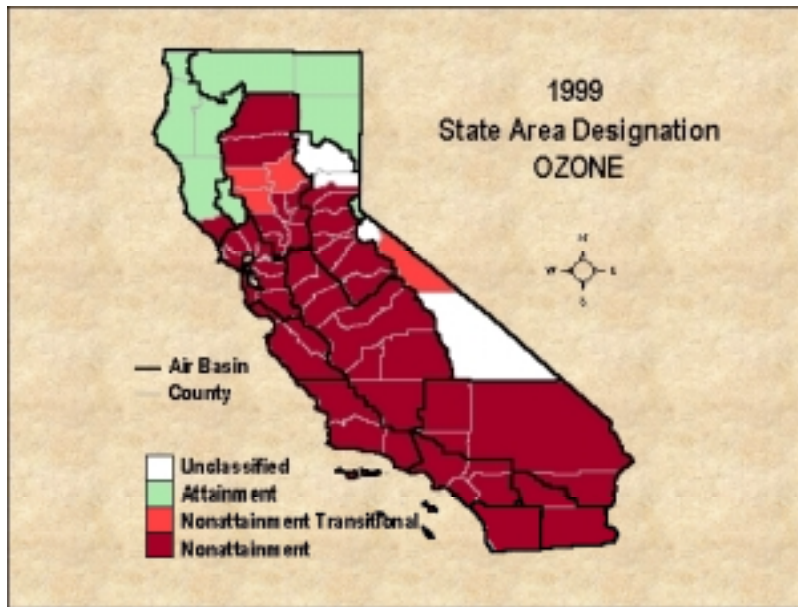 1999
State Area Designation
OZONE
N
W E
S
Air Basin
County
Unclassified
Attainment
Nonattainment Transitional
Nonattainment